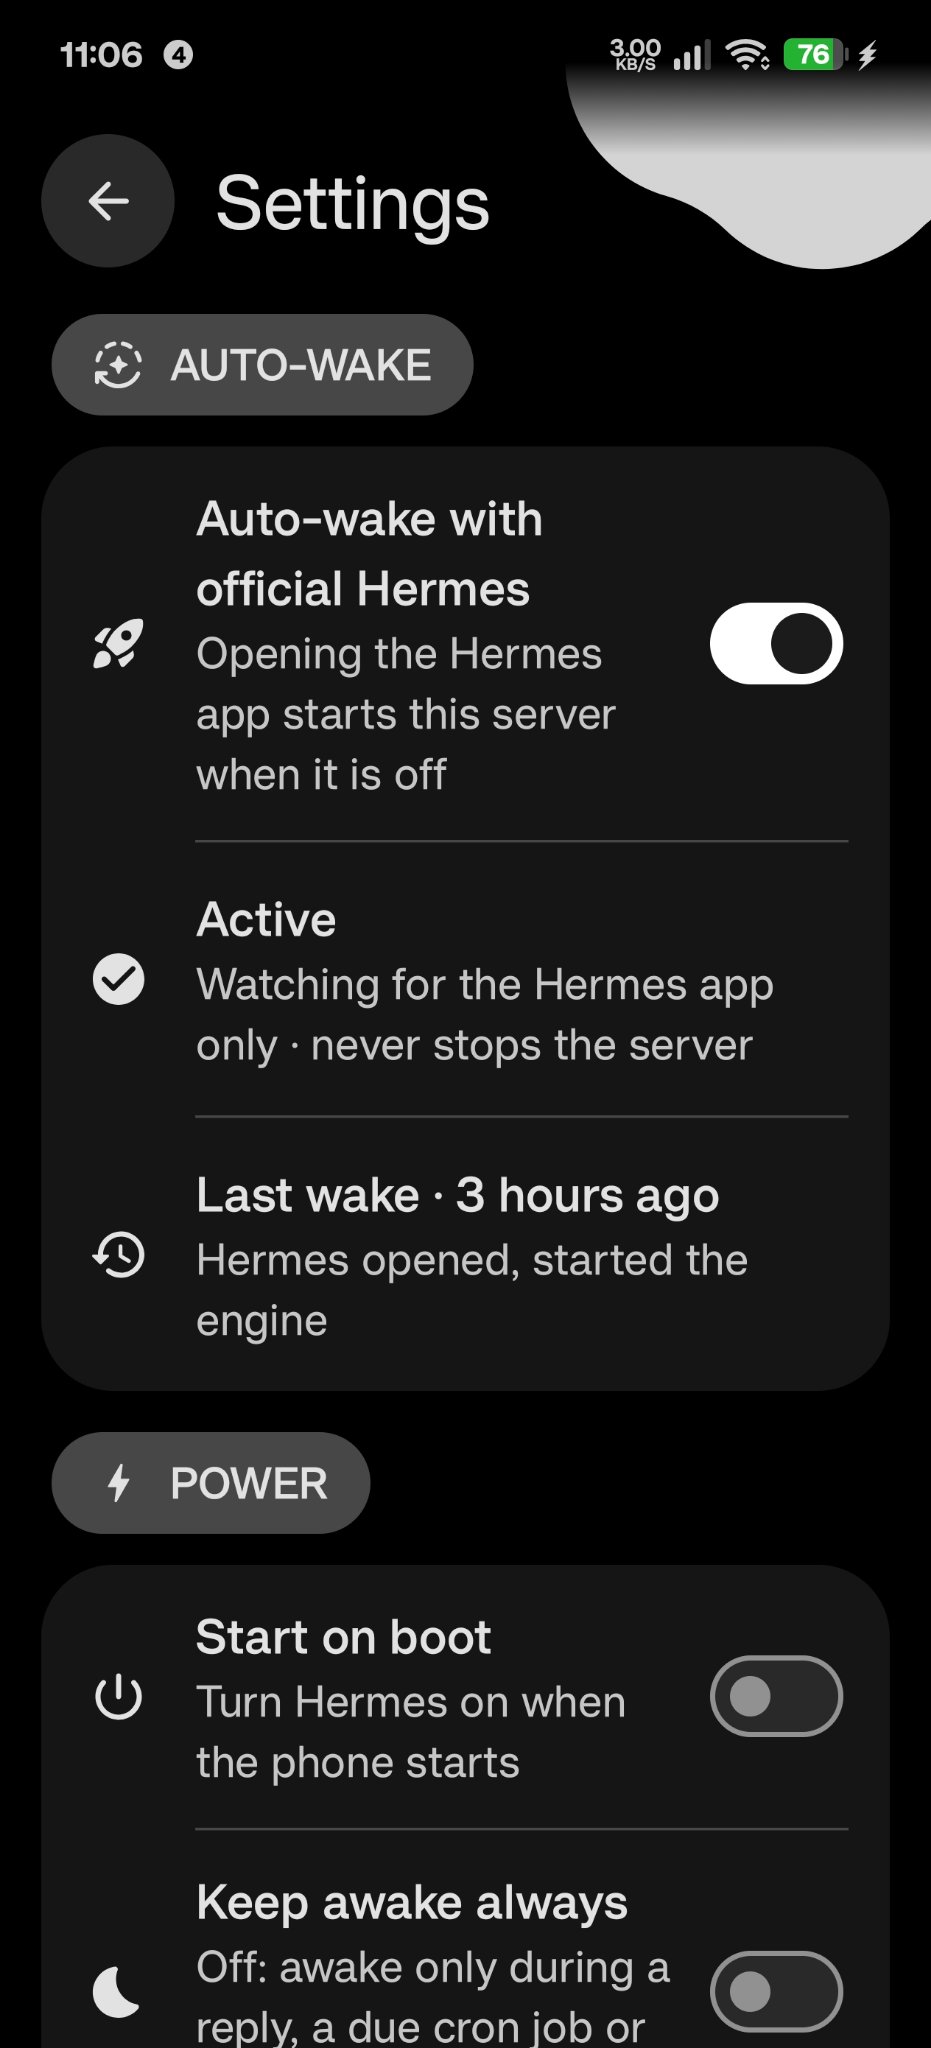 11:06 4 3.00 KB/S 76
Settings
AUTO-WAKE
Auto-wake with
official Hermes
Opening the Hermes
app starts this server
when it is off
Active
Watching for the Hermes app
only · never stops the server
Last wake · 3 hours ago
Hermes opened, started the
engine
POWER
Start on boot
Turn Hermes on when
the phone starts
Keep awake always
Off: awake only during a
reply, a due cron job or